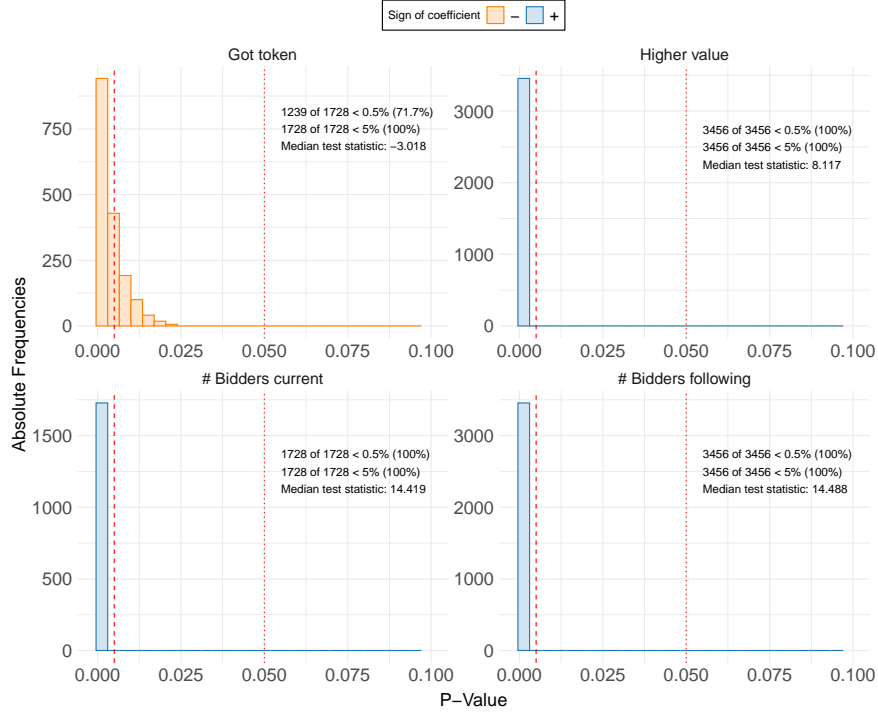 Sign of coefficient − +
Got token
Higher value
1239 of 1728 < 0.5% (71.7%)
1728 of 1728 < 5% (100%)
Median test statistic: −3.018
3456 of 3456 < 0.5% (100%)
3456 of 3456 < 5% (100%)
Median test statistic: 8.117
750
500
250
0
3000
2000
1000
0
0.000 0.025 0.050 0.075 0.100
0.000 0.025 0.050 0.075 0.100
# Bidders current
# Bidders following
1728 of 1728 < 0.5% (100%)
1728 of 1728 < 5% (100%)
Median test statistic: 14.419
3456 of 3456 < 0.5% (100%)
3456 of 3456 < 5% (100%)
Median test statistic: 14.488
1500
1000
500
0
3000
2000
1000
0
0.000 0.025 0.050 0.075 0.100
0.000 0.025 0.050 0.075 0.100
Absolute Frequencies
P−Value